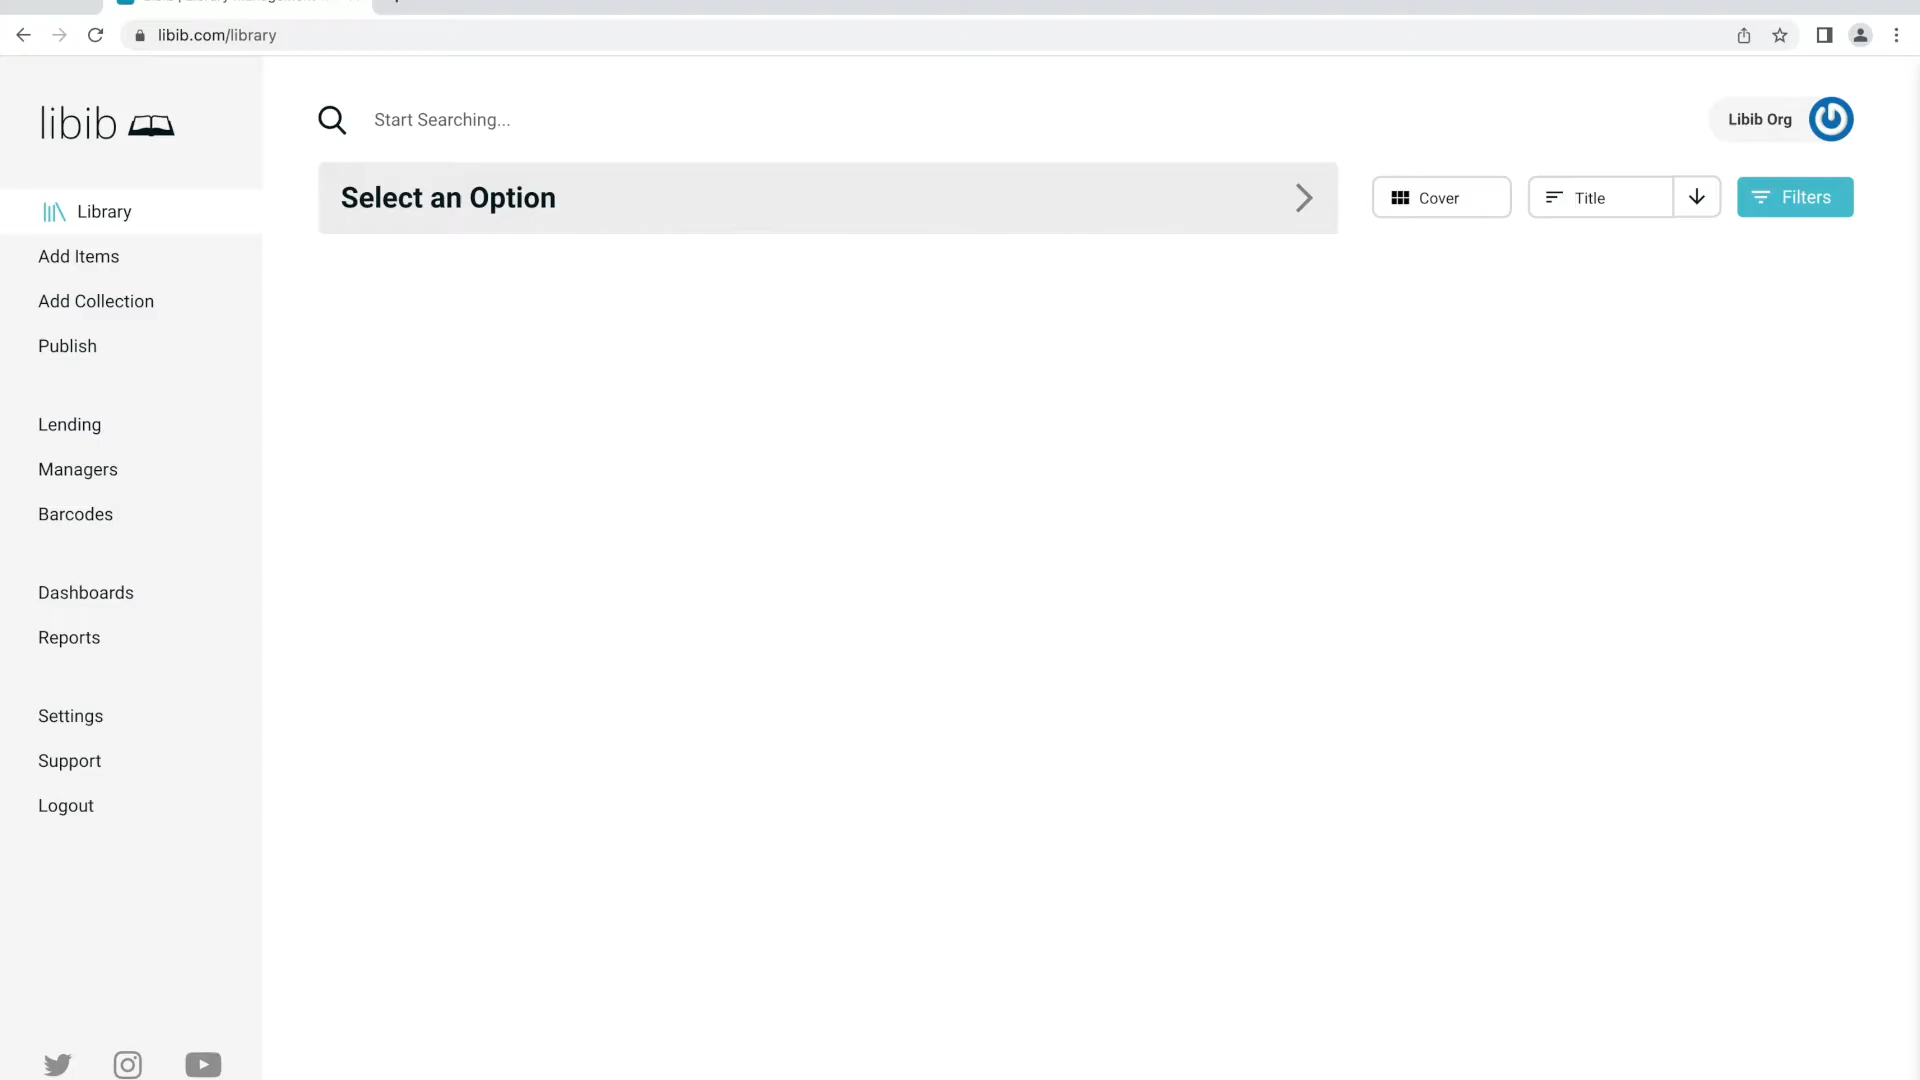 libib.com/library
libib
Start Searching...
Libib Org
Select an Option
Cover
Title
Filters
Library
Add Items
Add Collection
Publish
Lending
Managers
Barcodes
Dashboards
Reports
Settings
Support
Logout